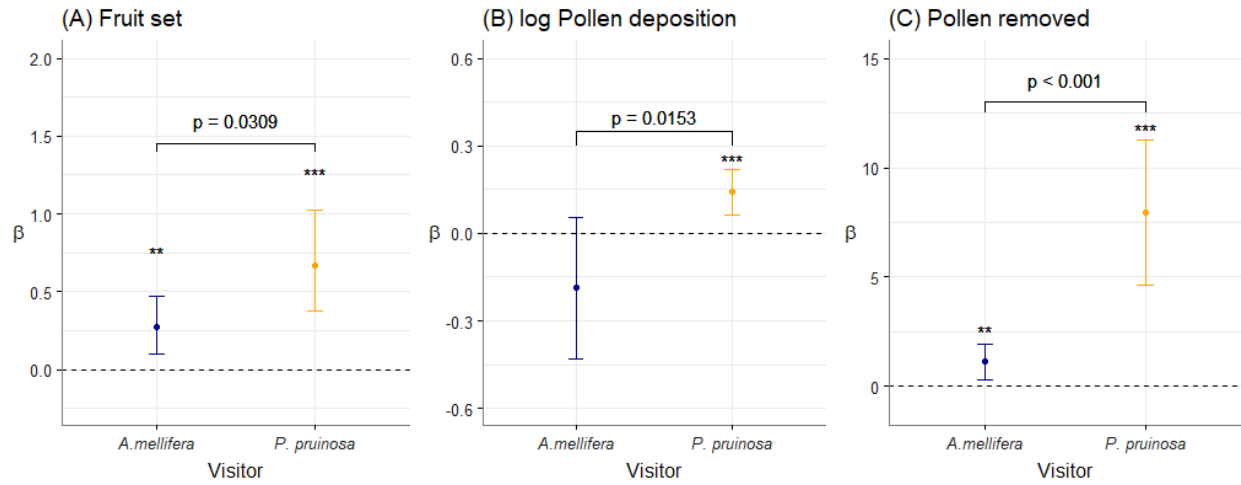 (A) Fruit set
2.0
1.5
1.0
0.5
0.0
β
p = 0.0309
**
***
A.mellifera
P. pruinosa
Visitor
(B) log Pollen deposition
0.6
0.3
0.0
-0.3
-0.6
β
p = 0.0153
***
A.mellifera
P. pruinosa
Visitor
(C) Pollen removed
15
10
5
0
β
p < 0.001
***
**
A.mellifera
P. pruinosa
Visitor